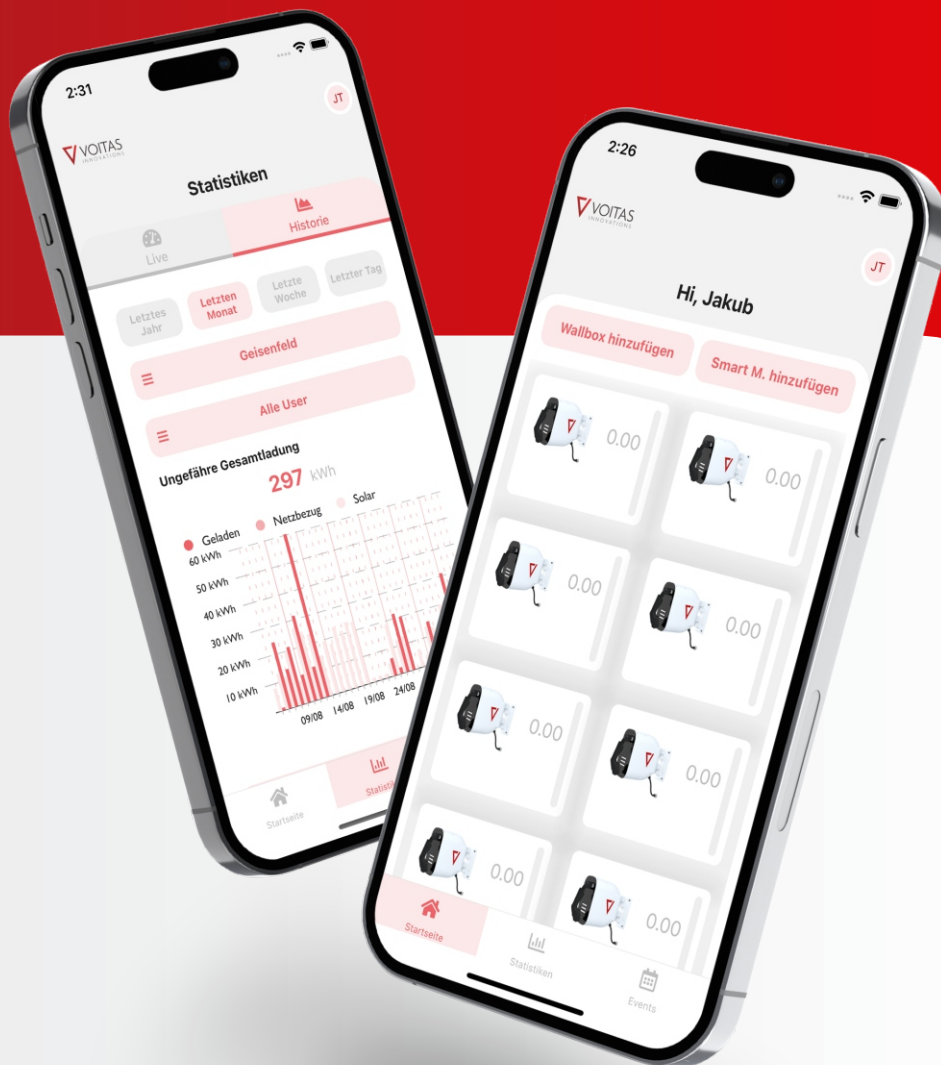 2:31
JT
VOITAS
INNOVATIONS
Statistiken
Live
Historie
Letztes
Jahr
Letzten
Monat
Letzte
Woche
Letzter Tag
Geisenfeld
Alle User
Ungefähre Gesamtladung
297 kWh
Geladen
Netzbezug
Solar
60 kWh
50 kWh
40 kWh
30 kWh
20 kWh
10 kWh
09/08
14/08
19/08
24/08
Startseite
2:26
VOITAS
INNOVATIONS
JT
Hi, Jakub
Wallbox hinzufügen
Smart M. hinzufügen
0.00
0.00
0.00
0.00
0.00
0.00
0.00
0.00
Startseite
Statistiken
Events